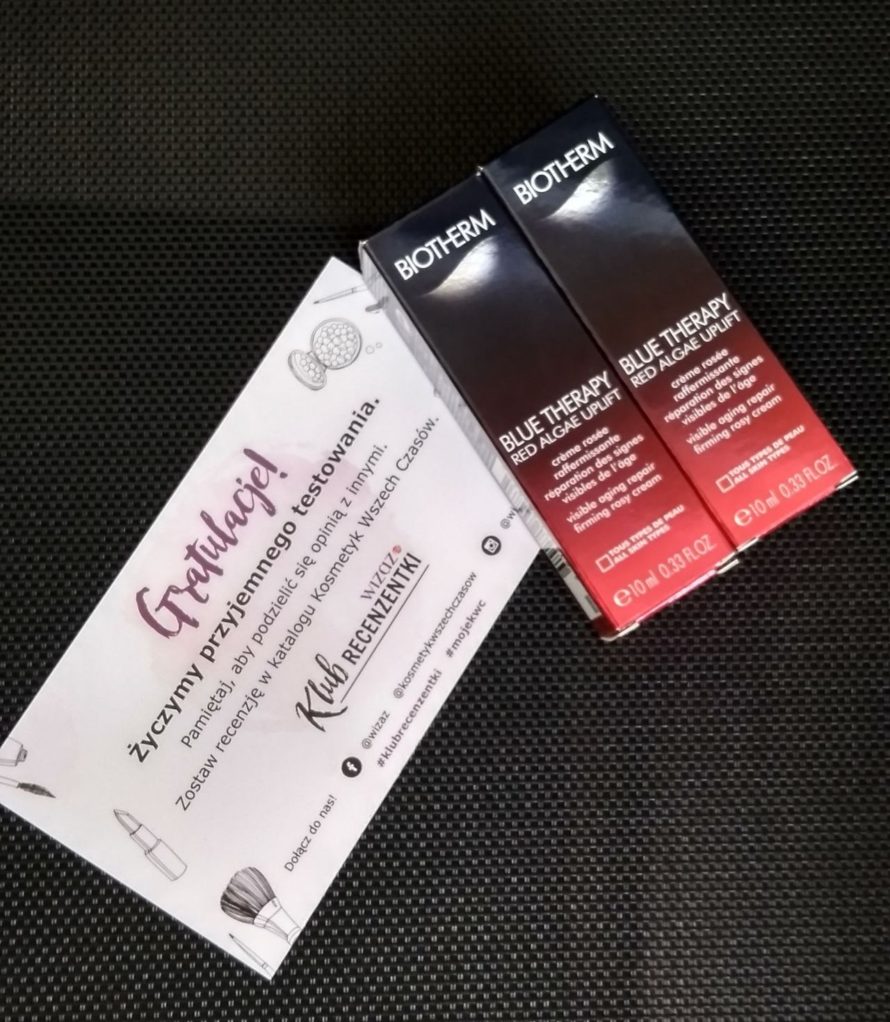 Gratulacje!
Życzymy przyjemnego testowania.
Pamiętaj, aby podzielić się opinią z innymi.
Zostaw recenzję w katalogu Kosmetyk Wszech Czasów.
wizaz
Klub RECENZENTKI
Dołącz do nas!
@wizaz @kosmetykwszechczasow
#klubrecenzentki #mojekwc
BIOTHERM
BLUE THERAPY
RED ALGAE UPLIFT
crème rosée
raffermissante
réparation des signes
visibles de l'âge
visible aging repair
firming rosy cream
TOUS TYPES DE PEAU
ALL SKIN TYPES
e 10 ml 0.33 FL.OZ.
BIOTHERM
BLUE THERAPY
RED ALGAE UPLIFT
crème rosée
raffermissante
réparation des signes
visibles de l'âge
visible aging repair
firming rosy cream
TOUS TYPES DE PEAU
ALL SKIN TYPES
e 10 ml 0.33 FL.OZ.